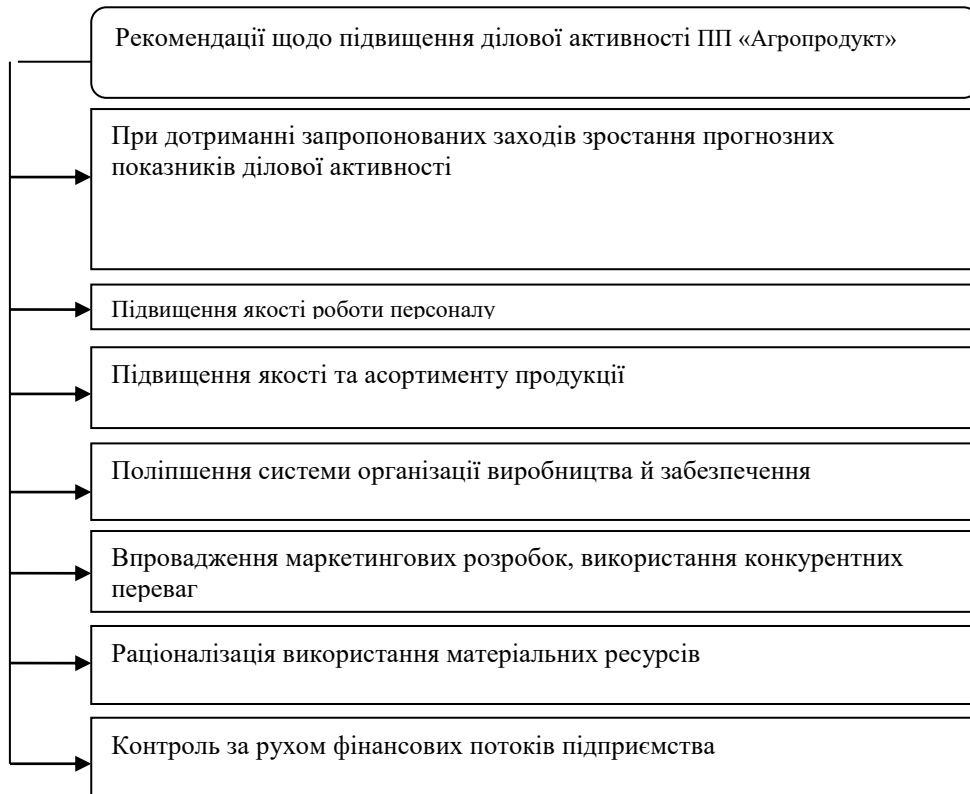 Рекомендації щодо підвищення ділової активності ПП «Агропродукт»
При дотриманні запропонованих заходів зростання прогнозних
показників ділової активності
Підвищення якості роботи персоналу
Підвищення якості та асортименту продукції
Поліпшення системи організації виробництва й забезпечення
Впровадження маркетингових розробок, використання конкурентних
переваг
Раціоналізація використання матеріальних ресурсів
Контроль за рухом фінансових потоків підприємства